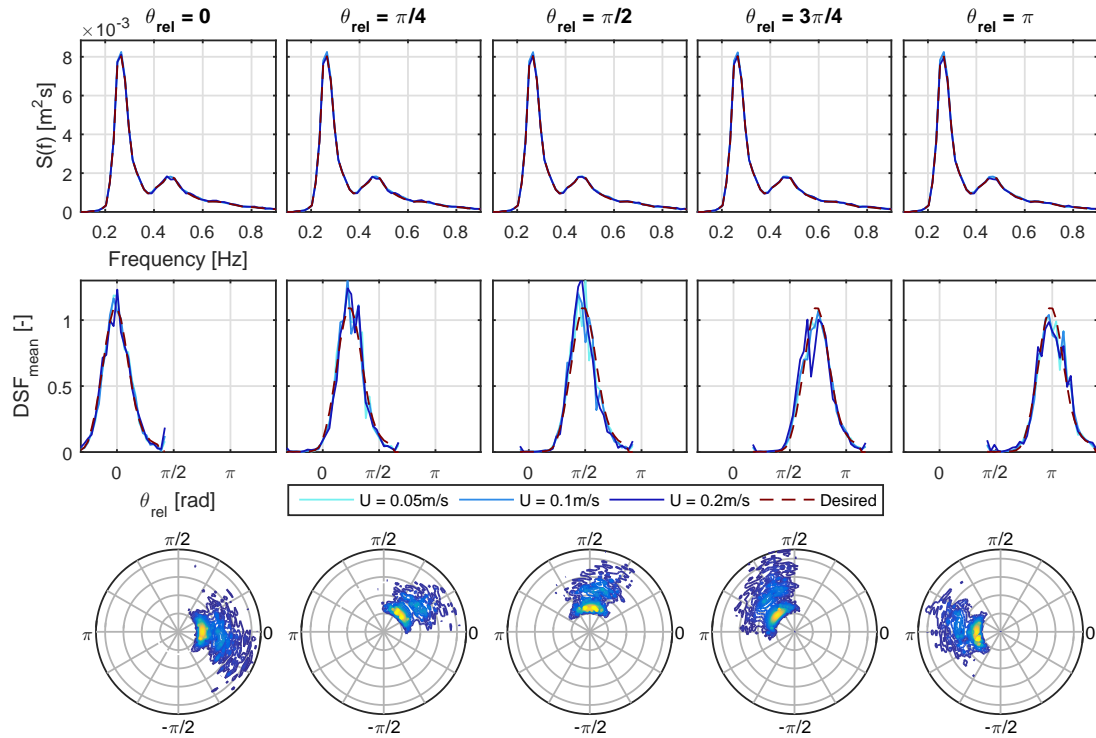 θrel = 0 θrel = π/4 θrel = π/2 θrel = 3π/4 θrel = π
×10-3
8
6
4
2
0
S(f) [m2s]
0.2 0.4 0.6 0.8 0.2 0.4 0.6 0.8 0.2 0.4 0.6 0.8 0.2 0.4 0.6 0.8 0.2 0.4 0.6 0.8
Frequency [Hz]
1
0.5
0
DSFmean [-]
0 π/2 π 0 π/2 π 0 π/2 π 0 π/2 π 0 π/2 π
θrel [rad]
U = 0.05m/s U = 0.1m/s U = 0.2m/s Desired
π/2 π/2 π/2 π/2 π/2
π 0 π 0 π 0 π 0 π 0
-π/2 -π/2 -π/2 -π/2 -π/2